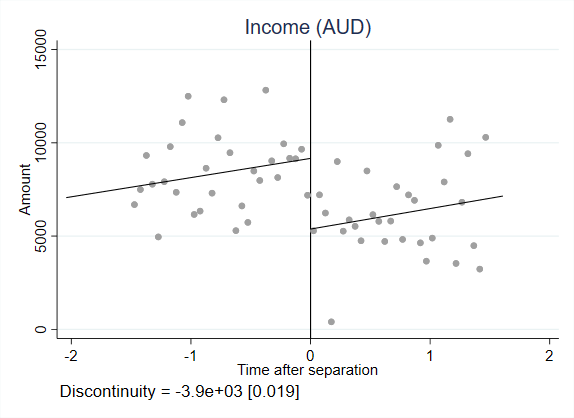 Income (AUD)
15000
10000
5000
0
Amount
-2 -1 0 1 2
Time after separation
Discontinuity = -3.9e+03 [0.019]